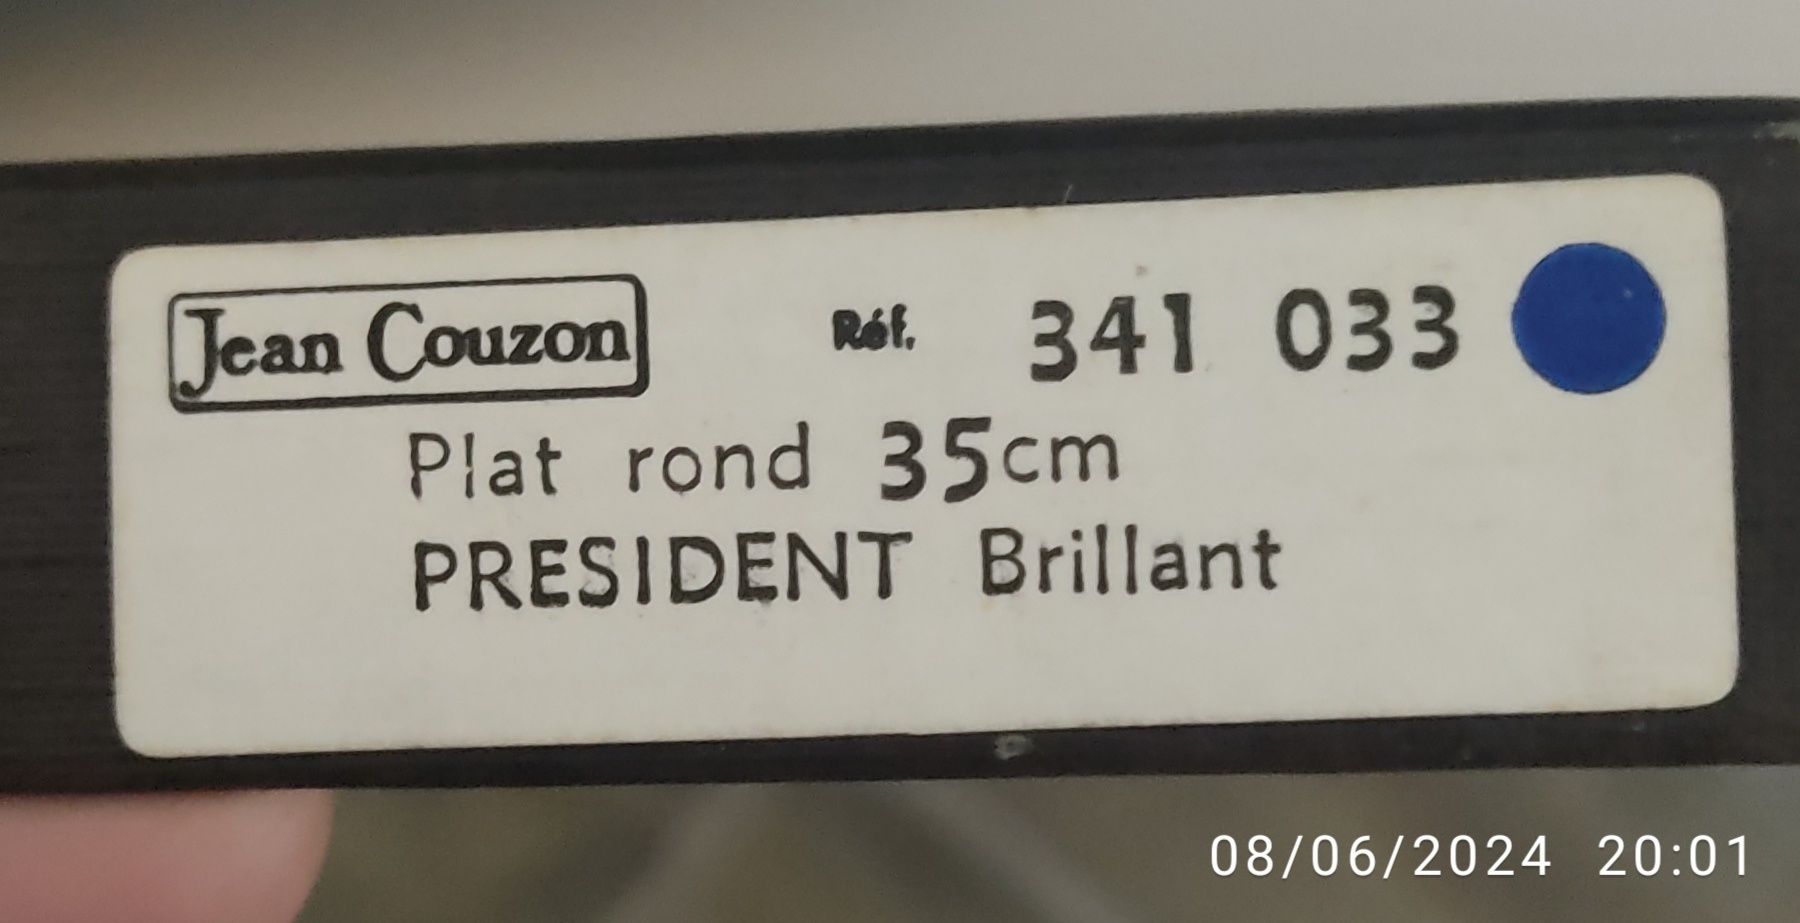 Jean Couzon Réf. 341 033
Plat rond 35cm
PRESIDENT Brillant
08/06/2024 20:01